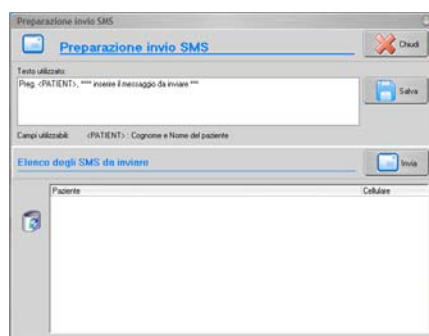 Preparazione invio SMS
Preparazione invio SMS
Chiudi
Testo utilizzato:
Preg. <PATIENT>, **** inserire il messaggio da inviare ***
Salva
Campi utilizzabili: <PATIENT> : Cognome e Nome del paziente
Elenco degli SMS da inviare
Invia
Paziente Cellulare